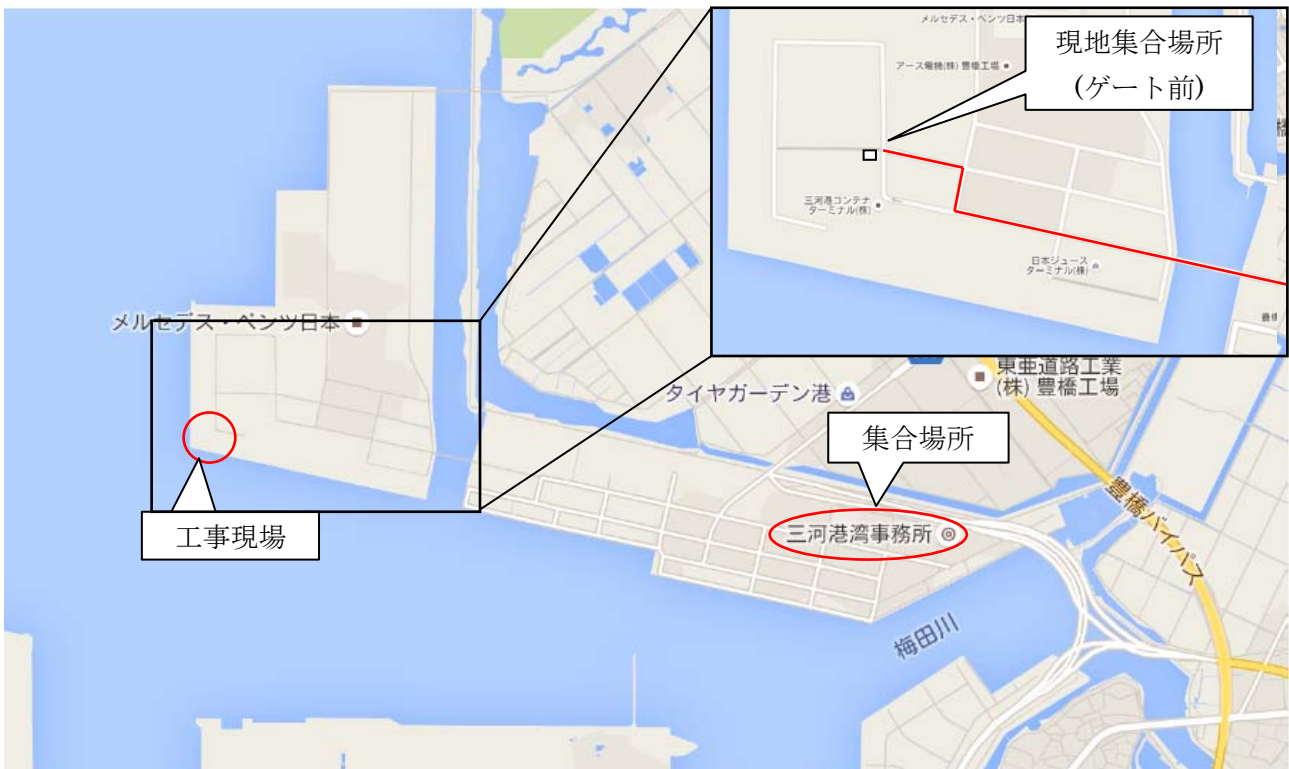 メルセデス・ベンツ日本
アース電機(株) 豊橋工場
現地集合場所
(ゲート前)
三河港コンテナ
ターミナル(株)
日本ジュース
ターミナル(株)
メルセデス・ベンツ日本
工事現場
タイヤガーデン港
東亜道路工業
(株) 豊橋工場
集合場所
三河港湾事務所
豊橋バイパス
梅田川